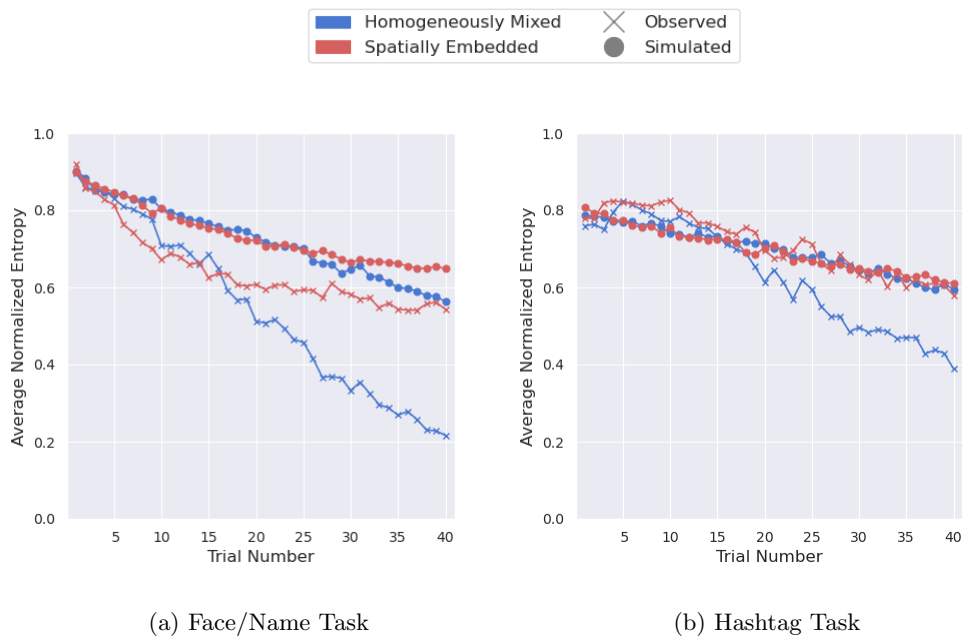 Homogeneously Mixed
Observed
Spatially Embedded
Simulated
1.0
0.8
0.6
0.4
0.2
0.0
Average Normalized Entropy
5 10 15 20 25 30 35 40
Trial Number
(a) Face/Name Task
1.0
0.8
0.6
0.4
0.2
0.0
Average Normalized Entropy
5 10 15 20 25 30 35 40
Trial Number
(b) Hashtag Task